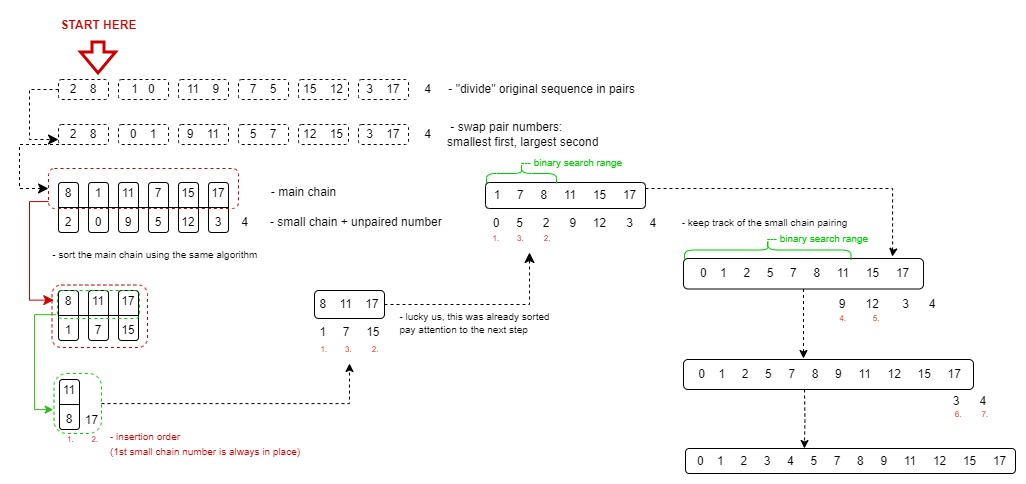 START HERE
2 8 1 0 11 9 7 5 15 12 3 17 4 - "divide" original sequence in pairs
2 8 0 1 9 11 5 7 12 15 3 17 4 - swap pair numbers:
smallest first, largest second
8 1 11 7 15 17 - main chain
2 0 9 5 12 3 4 - small chain + unpaired number
- sort the main chain using the same algorithm
8 11 17
1 7 15
11
8 17
1. 2. - insertion order
(1st small chain number is always in place)
8 11 17
1 7 15
1. 3. 2.
- lucky us, this was already sorted
pay attention to the next step
binary search range
1 7 8 11 15 17
0 5 2 9 12 3 4
1. 3. 2.
- keep track of the small chain pairing
binary search range
0 1 2 5 7 8 11 15 17
9 12 3 4
4. 5.
0 1 2 5 7 8 9 11 12 15 17
3 4
6. 7.
0 1 2 3 4 5 7 8 9 11 12 15 17